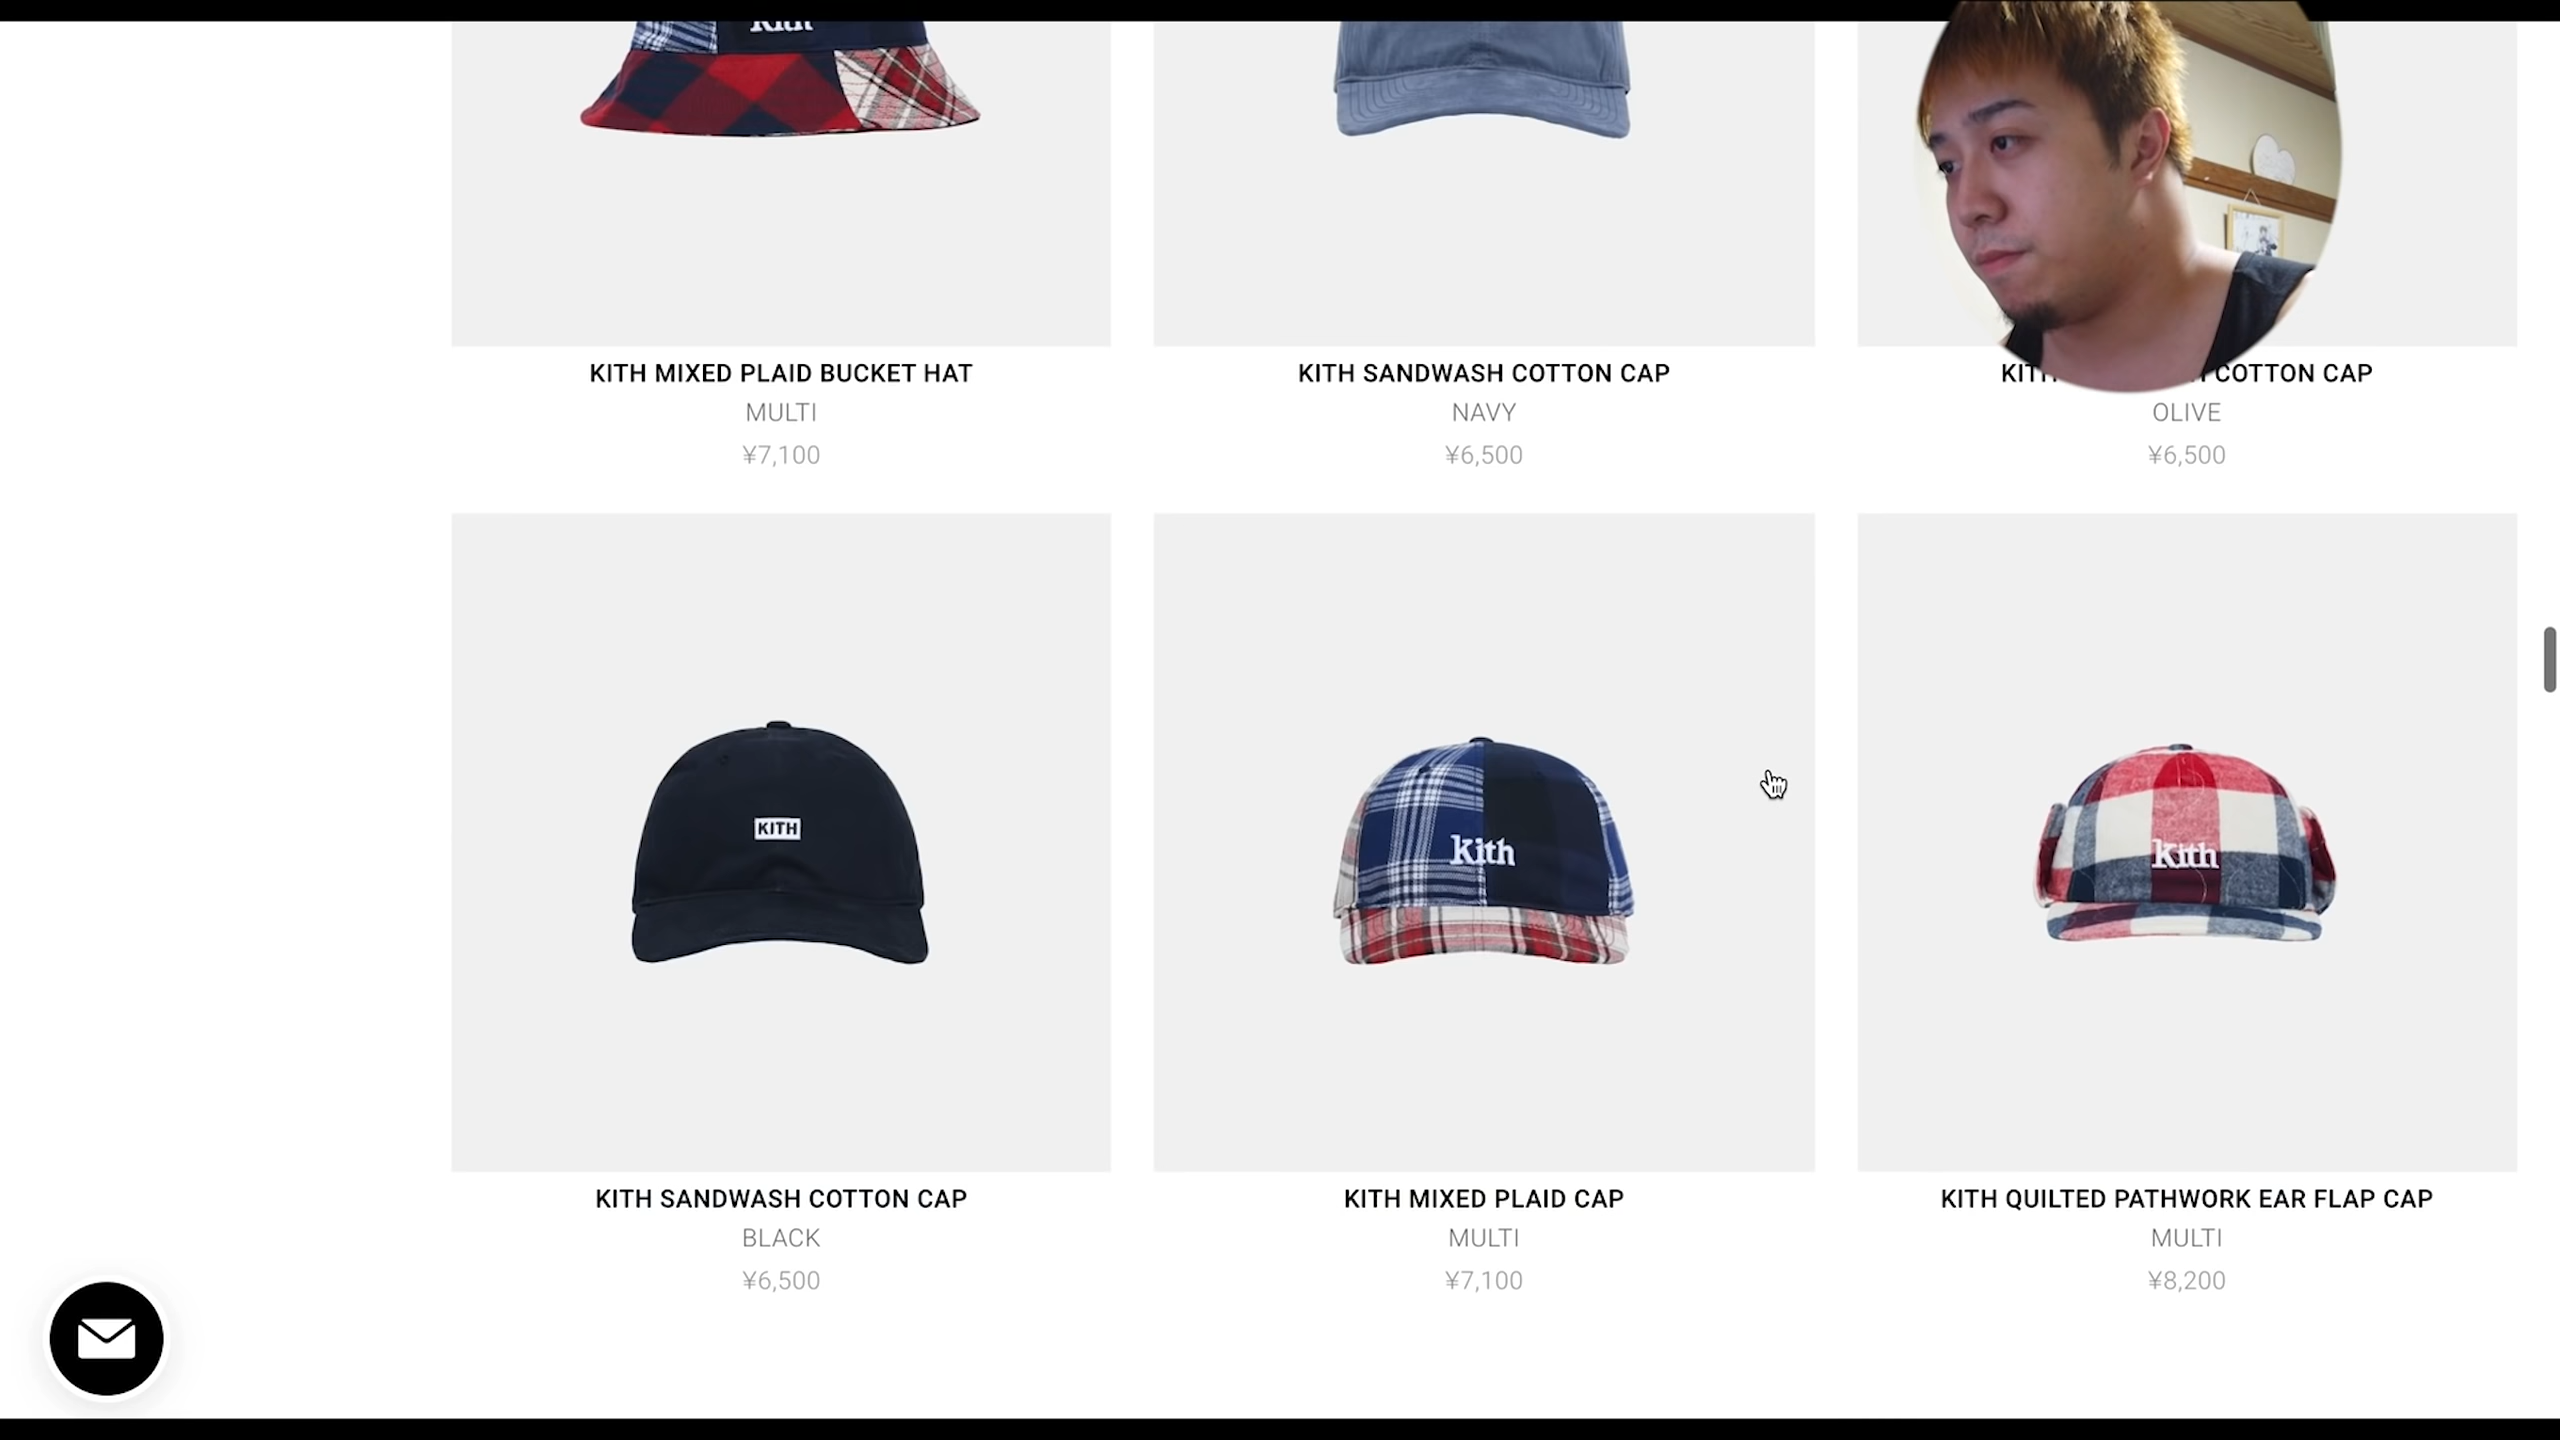 kith
KITH MIXED PLAID BUCKET HAT
MULTI
¥7,100
KITH SANDWASH COTTON CAP
NAVY
¥6,500
COTTON CAP
OLIVE
¥6,500
KITH
KITH SANDWASH COTTON CAP
BLACK
¥6,500
kith
KITH MIXED PLAID CAP
MULTI
¥7,100
kith
KITH QUILTED PATHWORK EAR FLAP CAP
MULTI
¥8,200